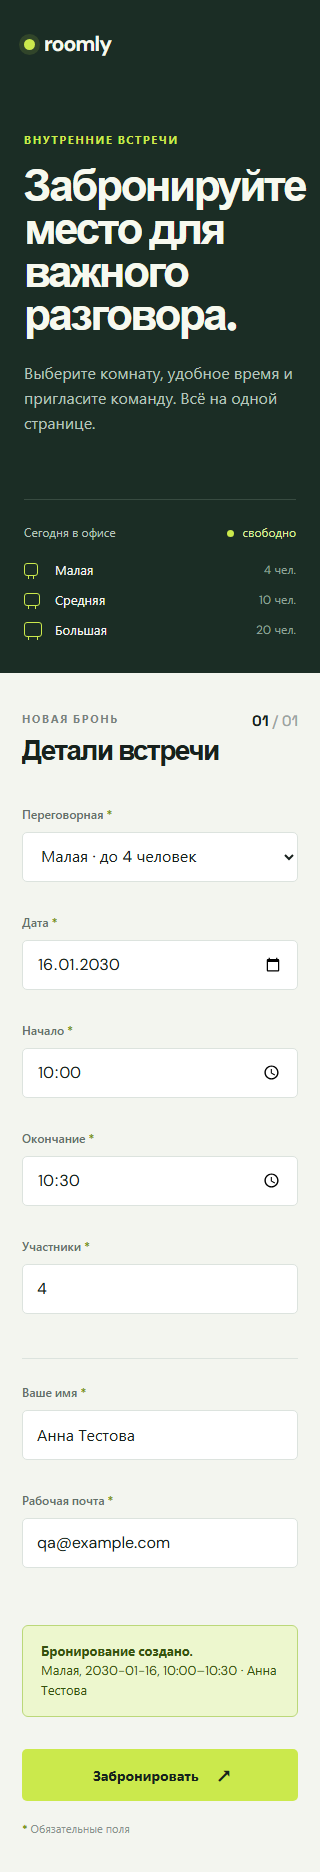 roomly
ВНУТРЕННИЕ ВСТРЕЧИ
Забронируйте
место для
важного
разговора.
Выберите комнату, удобное время и
пригласите команду. Всё на одной
странице.
Сегодня в офисе свободно
Малая 4 чел.
Средняя 10 чел.
Большая 20 чел.
НОВАЯ БРОНЬ 01 / 01
Детали встречи
Переговорная *
Малая · до 4 человек
Дата *
16.01.2030
Начало *
10:00
Окончание *
10:30
Участники *
4
Ваше имя *
Анна Тестова
Рабочая почта *
qa@example.com
Бронирование создано.
Малая, 2030-01-16, 10:00–10:30 · Анна
Тестова
Забронировать ↗
* Обязательные поля